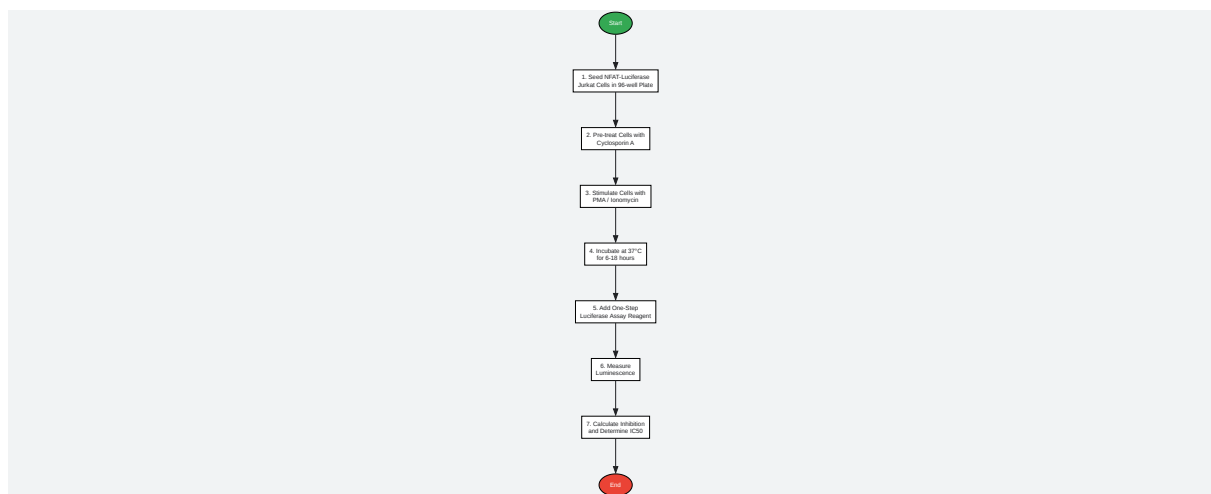 Start
1. Seed NFAT-Luciferase
Jurkat Cells in 96-well Plate
2. Pre-treat Cells with
Cyclosporin A
3. Stimulate Cells with
PMA / Ionomycin
4. Incubate at 37°C
for 6-18 hours
5. Add One-Step
Luciferase Assay Reagent
6. Measure
Luminescence
7. Calculate Inhibition
and Determine IC50
End